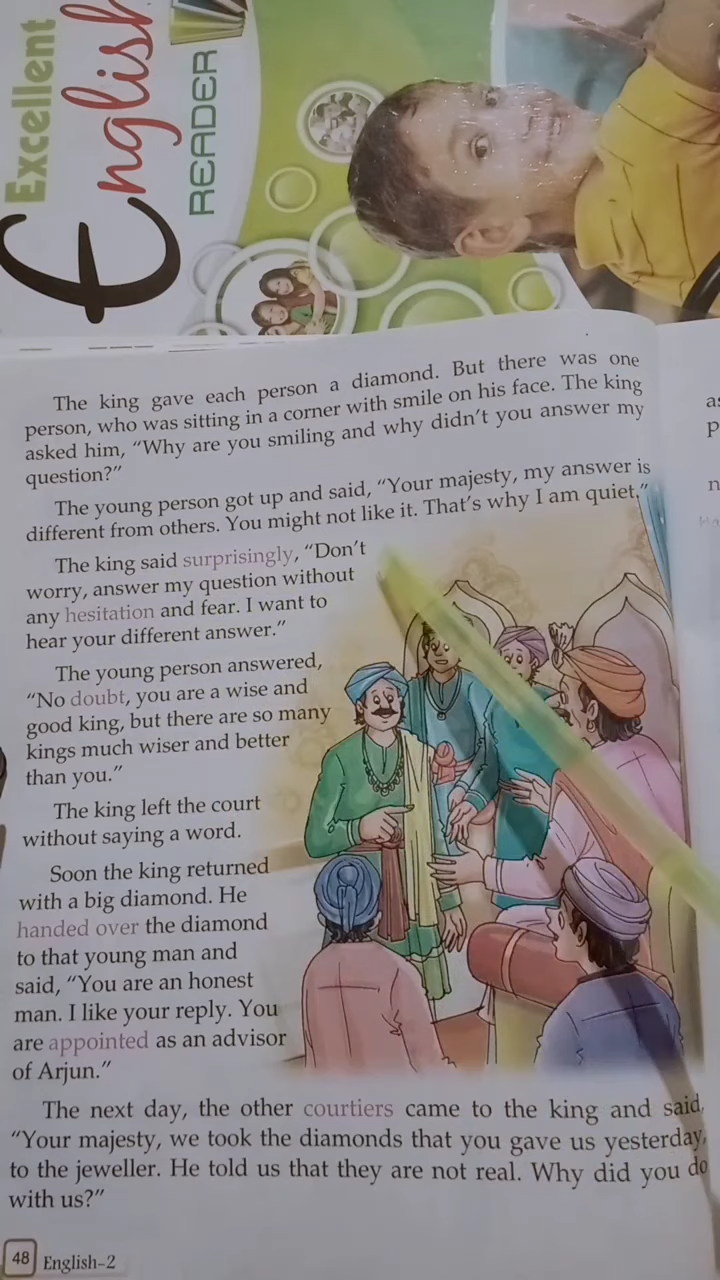 Excellent
English
READER
The king gave each person a diamond. But there was one
person, who was sitting in a corner with smile on his face. The king
asked him, “Why are you smiling and why didn’t you answer my
question?”
The young person got up and said, “Your majesty, my answer is
different from others. You might not like it. That’s why I am quiet.”
The king said surprisingly, “Don’t
worry, answer my question without
any hesitation and fear. I want to
hear your different answer.”
The young person answered,
“No doubt, you are a wise and
good king, but there are so many
kings much wiser and better
than you.”
The king left the court
without saying a word.
Soon the king returned
with a big diamond. He
handed over the diamond
to that young man and
said, “You are an honest
man. I like your reply. You
are appointed as an advisor
of Arjun.”
The next day, the other courtiers came to the king and said,
“Your majesty, we took the diamonds that you gave us yesterday,
to the jeweller. He told us that they are not real. Why did you do
with us?”
48 English–2